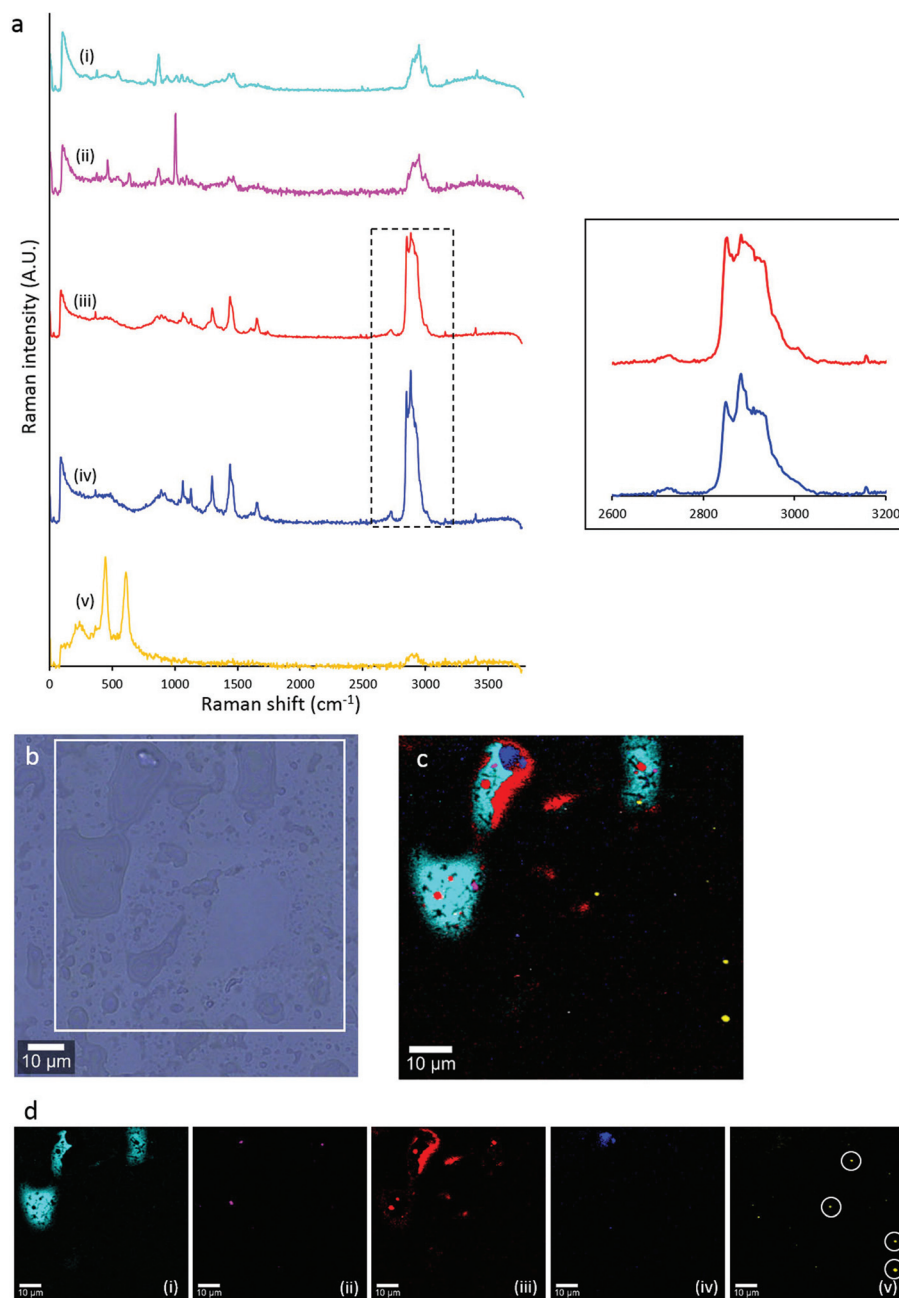 a
(i)
(ii)
(iii)
(iv)
(v)
Raman intensity (A.U.)
0 500 1000 1500 2000 2500 3000 3500
Raman shift (cm⁻¹)
2600 2800 3000 3200
b
10 µm
c
10 µm
d
10 µm (i)
10 µm (ii)
10 µm (iii)
10 µm (iv)
10 µm (v)